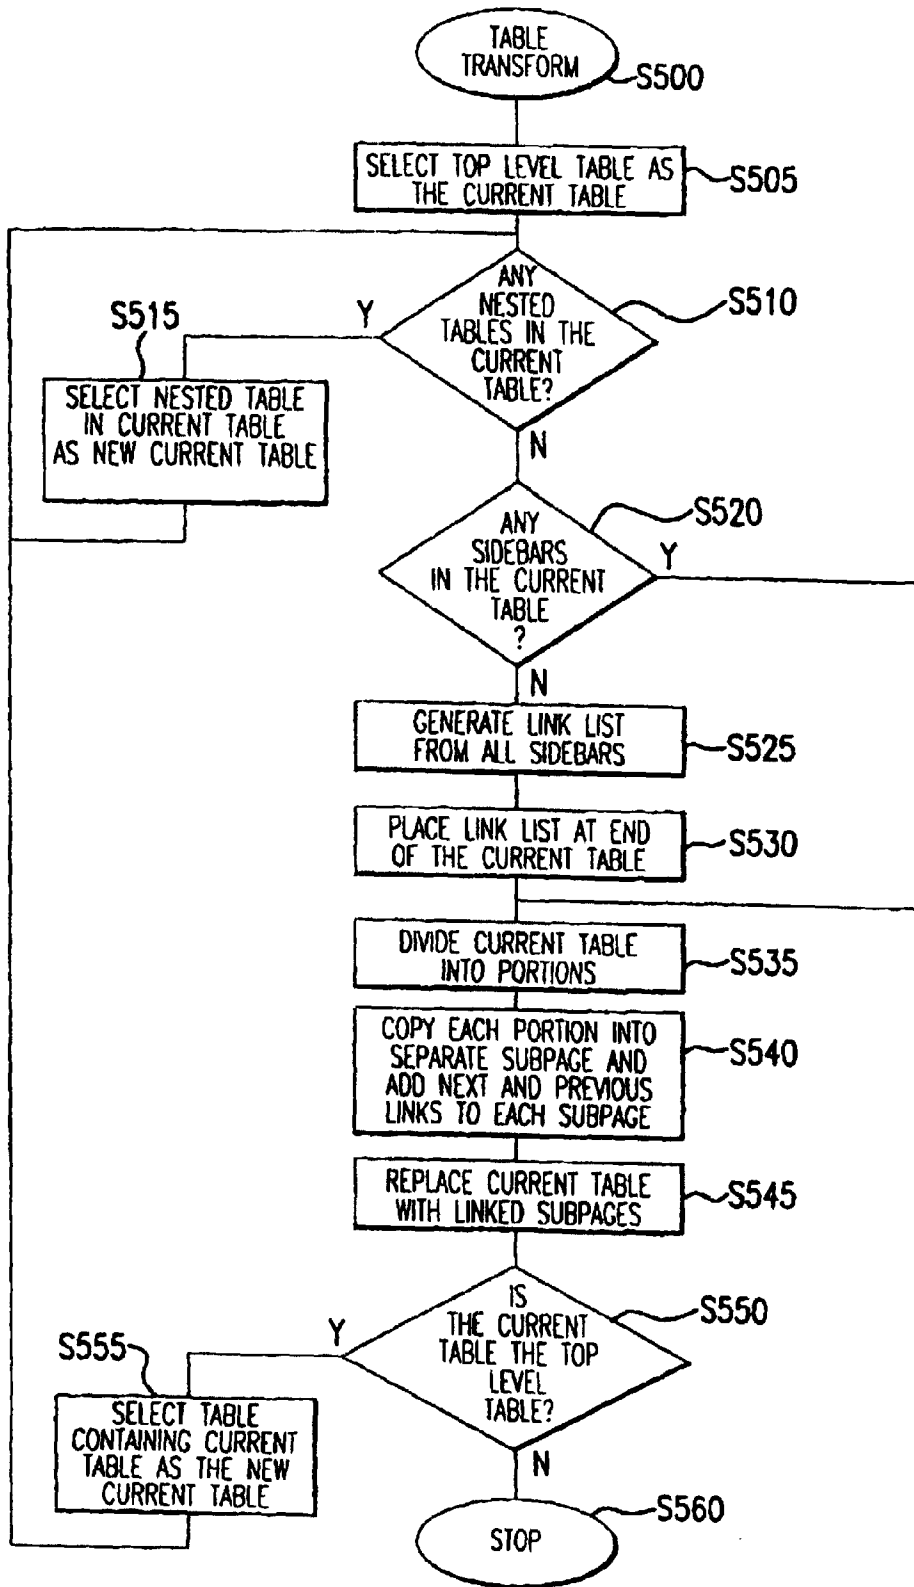 TABLE
TRANSFORM
S500
SELECT TOP LEVEL TABLE AS
THE CURRENT TABLE
S505
ANY
NESTED
TABLES IN THE
CURRENT
TABLE?
S510
Y
S515
SELECT NESTED TABLE
IN CURRENT TABLE
AS NEW CURRENT TABLE
N
ANY
SIDEBARS
IN THE CURRENT
TABLE
?
S520
Y
N
GENERATE LINK LIST
FROM ALL SIDEBARS
S525
PLACE LINK LIST AT END
OF THE CURRENT TABLE
S530
DIVIDE CURRENT TABLE
INTO PORTIONS
S535
COPY EACH PORTION INTO
SEPARATE SUBPAGE AND
ADD NEXT AND PREVIOUS
LINKS TO EACH SUBPAGE
S540
REPLACE CURRENT TABLE
WITH LINKED SUBPAGES
S545
IS
THE CURRENT
TABLE THE TOP
LEVEL
TABLE?
S550
Y
S555
SELECT TABLE
CONTAINING CURRENT
TABLE AS THE NEW
CURRENT TABLE
N
STOP
S560